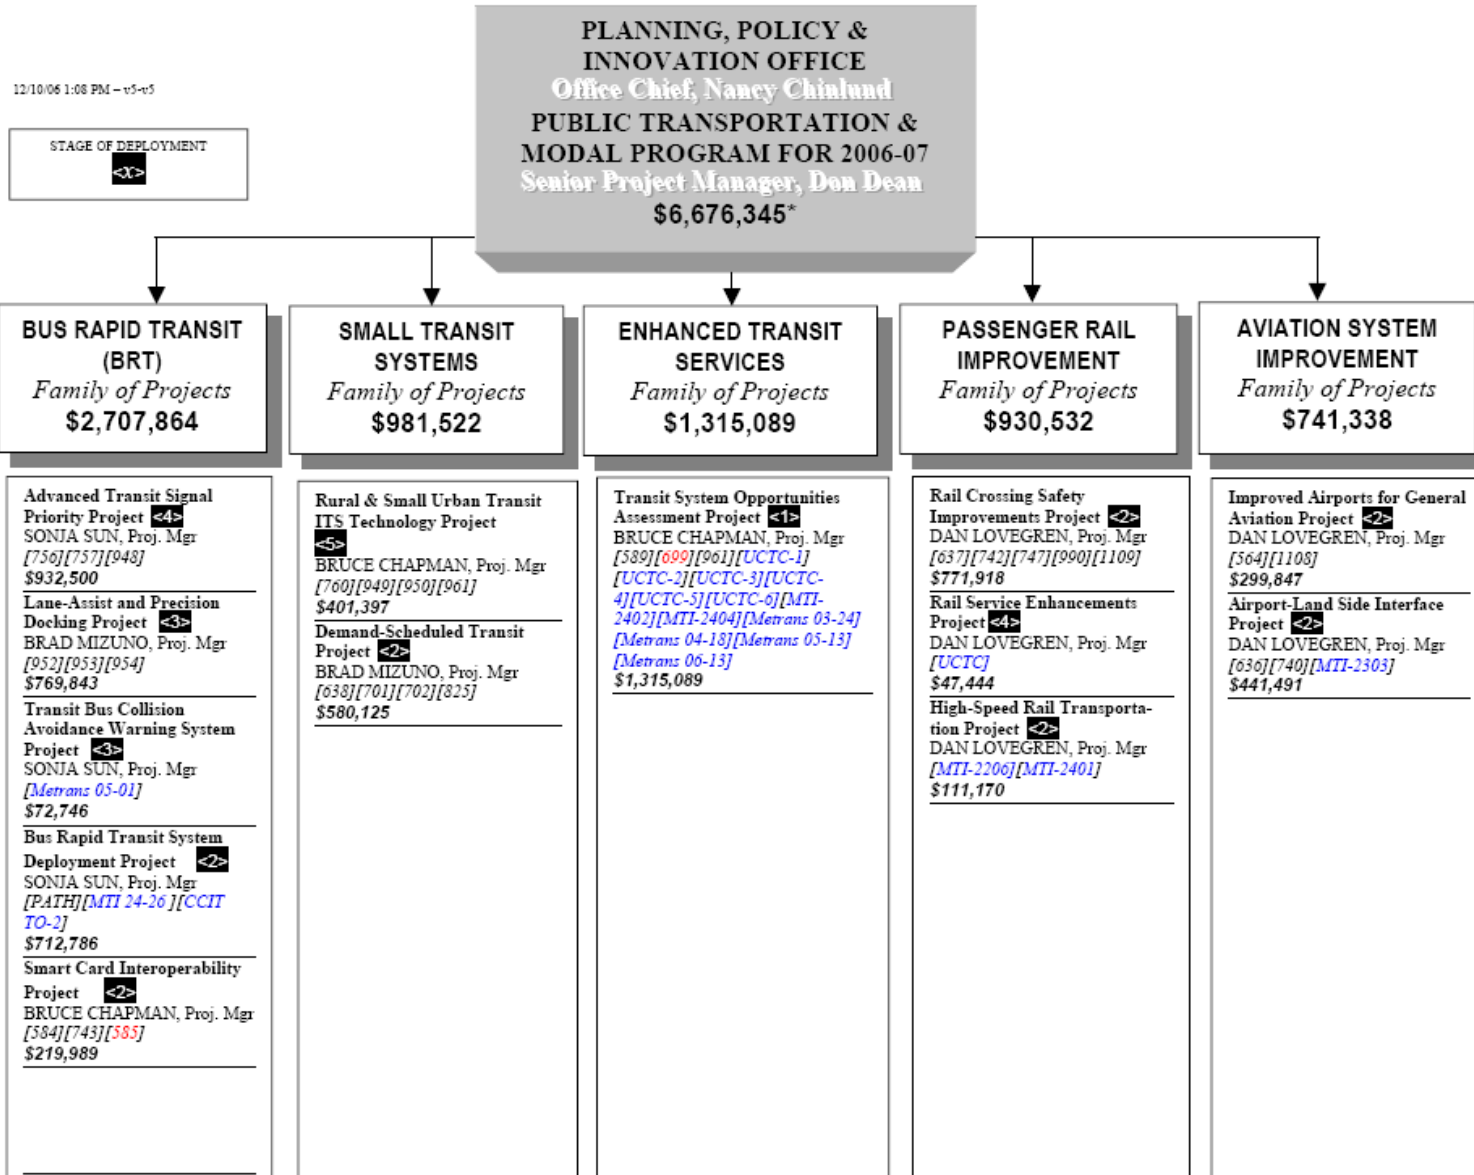 PLANNING, POLICY &
INNOVATION OFFICE
Office Chief, Nancy Chinlund
PUBLIC TRANSPORTATION &
MODAL PROGRAM FOR 2006-07
Senior Project Manager, Don Dean
$6,676,345*
12/10/06 1:08 PM – v5-v5
STAGE OF DEPLOYMENT
<x>
BUS RAPID TRANSIT
(BRT)
Family of Projects
$2,707,864
Advanced Transit Signal
Priority Project <4>
SONJA SUN, Proj. Mgr
[756][757][948]
$932,500
Lane-Assist and Precision
Docking Project <3>
BRAD MIZUNO, Proj. Mgr
[952][953][954]
$769,843
Transit Bus Collision
Avoidance Warning System
Project <3>
SONJA SUN, Proj. Mgr
[Metrans 05-01]
$72,746
Bus Rapid Transit System
Deployment Project <2>
SONJA SUN, Proj. Mgr
[PATH][MTI 24-26 ][CCIT
TO-2]
$712,786
Smart Card Interoperability
Project <2>
BRUCE CHAPMAN, Proj. Mgr
[584][743][585]
$219,989
SMALL TRANSIT
SYSTEMS
Family of Projects
$981,522
Rural & Small Urban Transit
ITS Technology Project
<5>
BRUCE CHAPMAN, Proj. Mgr
[760][949][950][961]
$401,397
Demand-Scheduled Transit
Project <2>
BRAD MIZUNO, Proj. Mgr
[638][701][702][825]
$580,125
ENHANCED TRANSIT
SERVICES
Family of Projects
$1,315,089
Transit System Opportunities
Assessment Project <1>
BRUCE CHAPMAN, Proj. Mgr
[589][699][961][UCTC-1]
[UCTC-2][UCTC-3][UCTC-
4][UCTC-5][UCTC-6][MTI-
2402][MTI-2404][Metrans 03-24]
[Metrans 04-18][Metrans 05-13]
[Metrans 06-13]
$1,315,089
PASSENGER RAIL
IMPROVEMENT
Family of Projects
$930,532
Rail Crossing Safety
Improvements Project <2>
DAN LOVEGREN, Proj. Mgr
[637][742][747][990][1109]
$771,918
Rail Service Enhancements
Project <4>
DAN LOVEGREN, Proj. Mgr
[UCTC]
$47,444
High-Speed Rail Transporta-
tion Project <2>
DAN LOVEGREN, Proj. Mgr
[MTI-2206][MTI-2401]
$111,170
AVIATION SYSTEM
IMPROVEMENT
Family of Projects
$741,338
Improved Airports for General
Aviation Project <2>
DAN LOVEGREN, Proj. Mgr
[564][1108]
$299,847
Airport-Land Side Interface
Project <2>
DAN LOVEGREN, Proj. Mgr
[636][740][MTI-2303]
$441,491